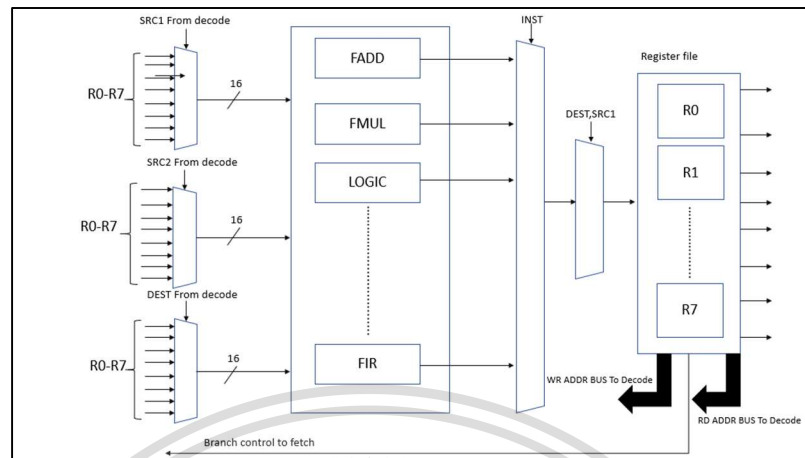 SRC1 From decode
INST
Register file
R0-R7
16
FADD
FMUL
LOGIC
DEST,SRC1
R0
R1
SRC2 From decode
R0-R7
16
DEST From decode
R0-R7
16
FIR
R7
WR ADDR BUS To Decode
RD ADDR BUS To Decode
Branch control to fetch